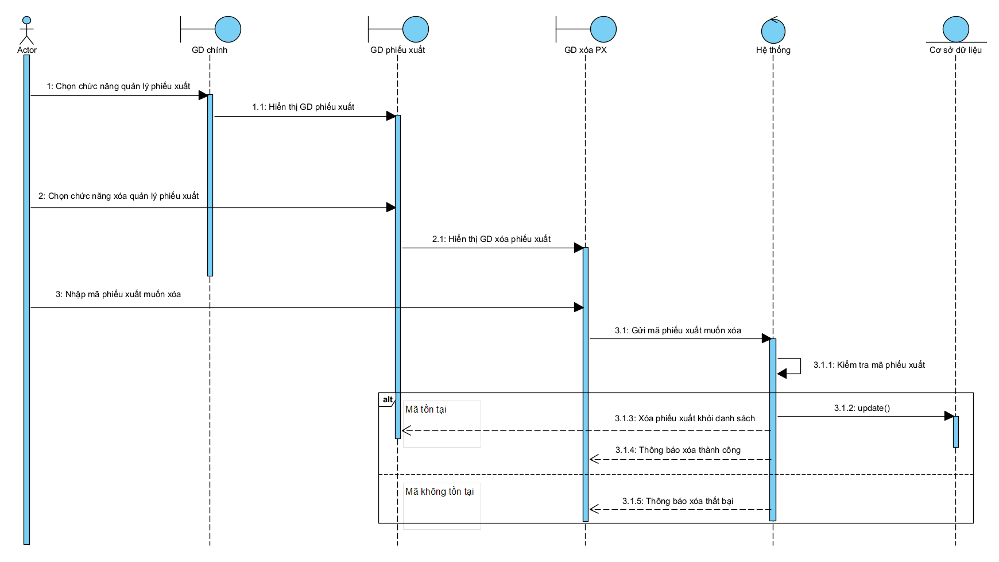 Actor
GD chính
GD phiếu xuất
GD xóa PX
Hệ thống
Cơ sở dữ liệu
1: Chọn chức năng quản lý phiếu xuất
1.1: Hiển thị GD phiếu xuất
2: Chọn chức năng xóa quản lý phiếu xuất
2.1: Hiển thị GD xóa phiếu xuất
3: Nhập mã phiếu xuất muốn xóa
3.1: Gửi mã phiếu xuất muốn xóa
3.1.1: Kiểm tra mã phiếu xuất
alt
Mã tồn tại
3.1.2: update()
3.1.3: Xóa phiếu xuất khỏi danh sách
3.1.4: Thông báo xóa thành công
Mã không tồn tại
3.1.5: Thông báo xóa thất bại